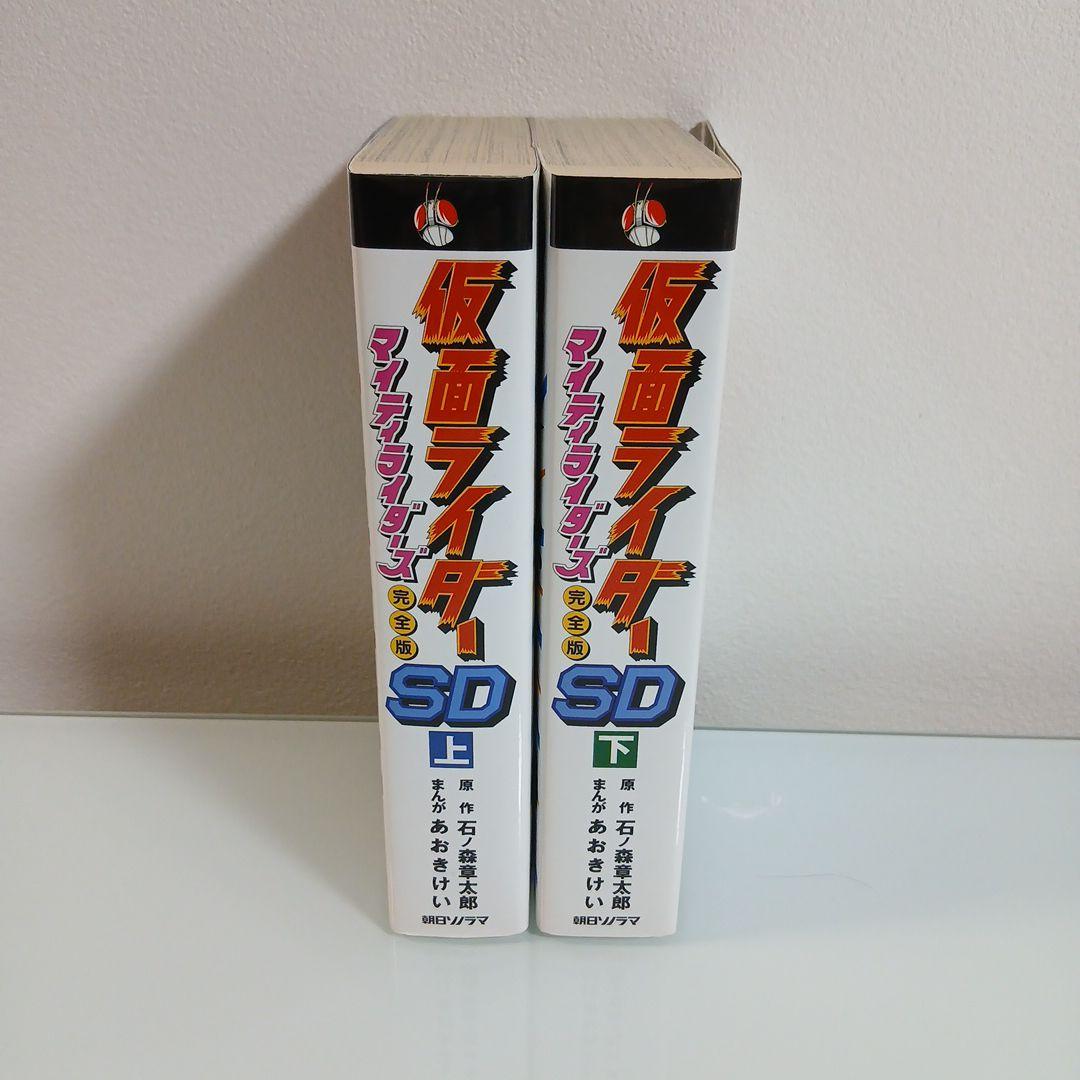 仮面ライダー
SD
マイティライダーズ
完全版
上
原作 石ノ森章太郎
まんが あおきけい
朝日ソノラマ
仮面ライダー
SD
マイティライダーズ
完全版
下
原作 石ノ森章太郎
まんが あおきけい
朝日ソノラマ